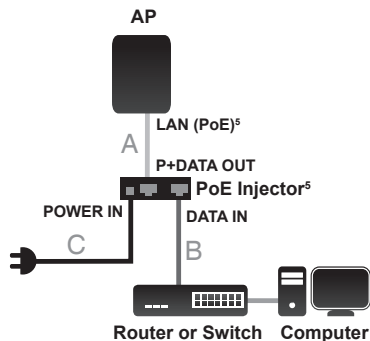 AP
LAN (PoE)⁵
A
P+DATA OUT
PoE Injector⁵
POWER IN
DATA IN
C
B
Router or Switch
Computer